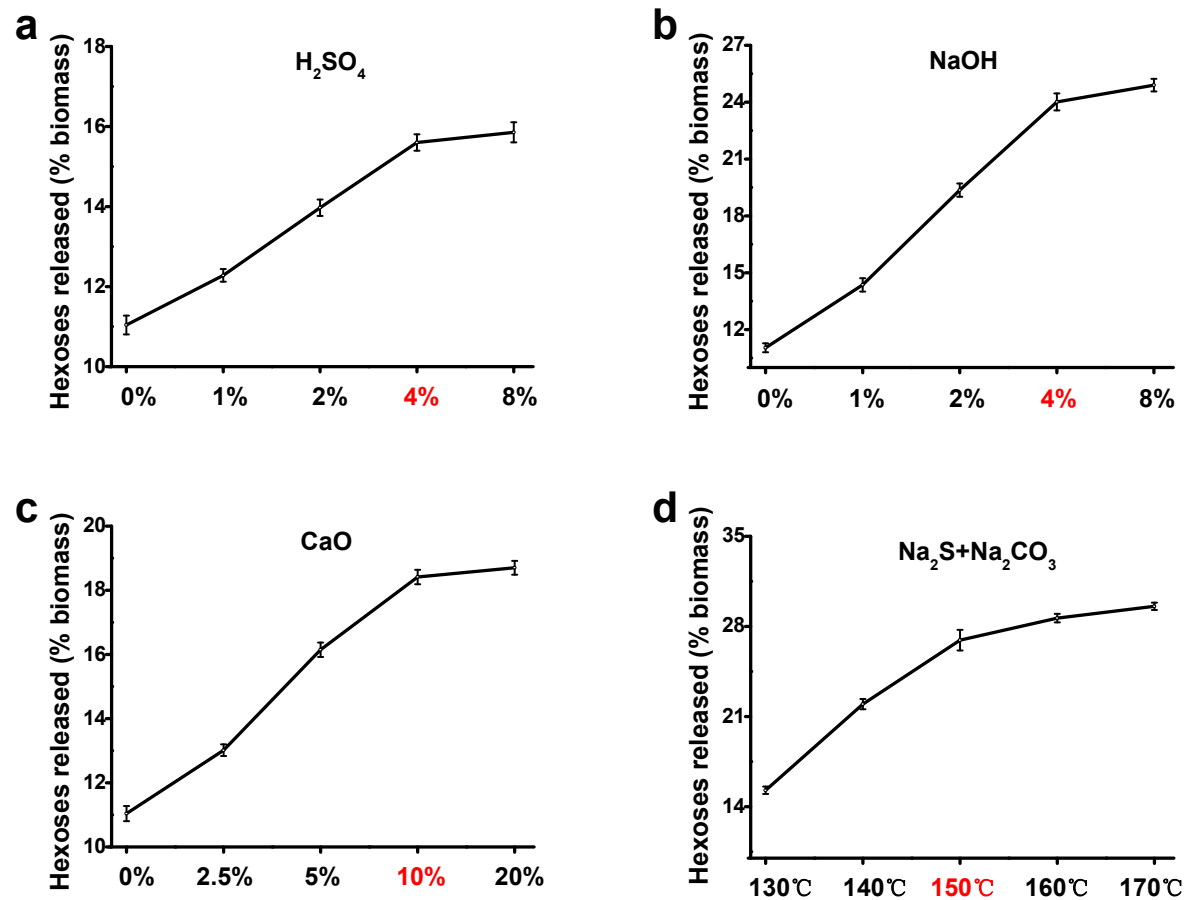 a
H₂SO₄
Hexoses released (% biomass)
18
16
14
12
10
0% 1% 2% 4% 8%
b
NaOH
Hexoses released (% biomass)
27
24
21
18
15
12
0% 1% 2% 4% 8%
c
CaO
Hexoses released (% biomass)
20
18
16
14
12
10
0% 2.5% 5% 10% 20%
d
Na₂S+Na₂CO₃
Hexoses released (% biomass)
35
28
21
14
130℃ 140℃ 150℃ 160℃ 170℃